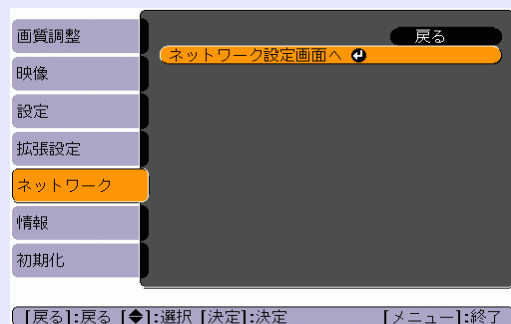 画質調整
映像
設定
拡張設定
ネットワーク
情報
初期化
戻る
ネットワーク設定画面へ
[戻る]:戻る [◆]:選択 [決定]:決定 [メニュー]:終了